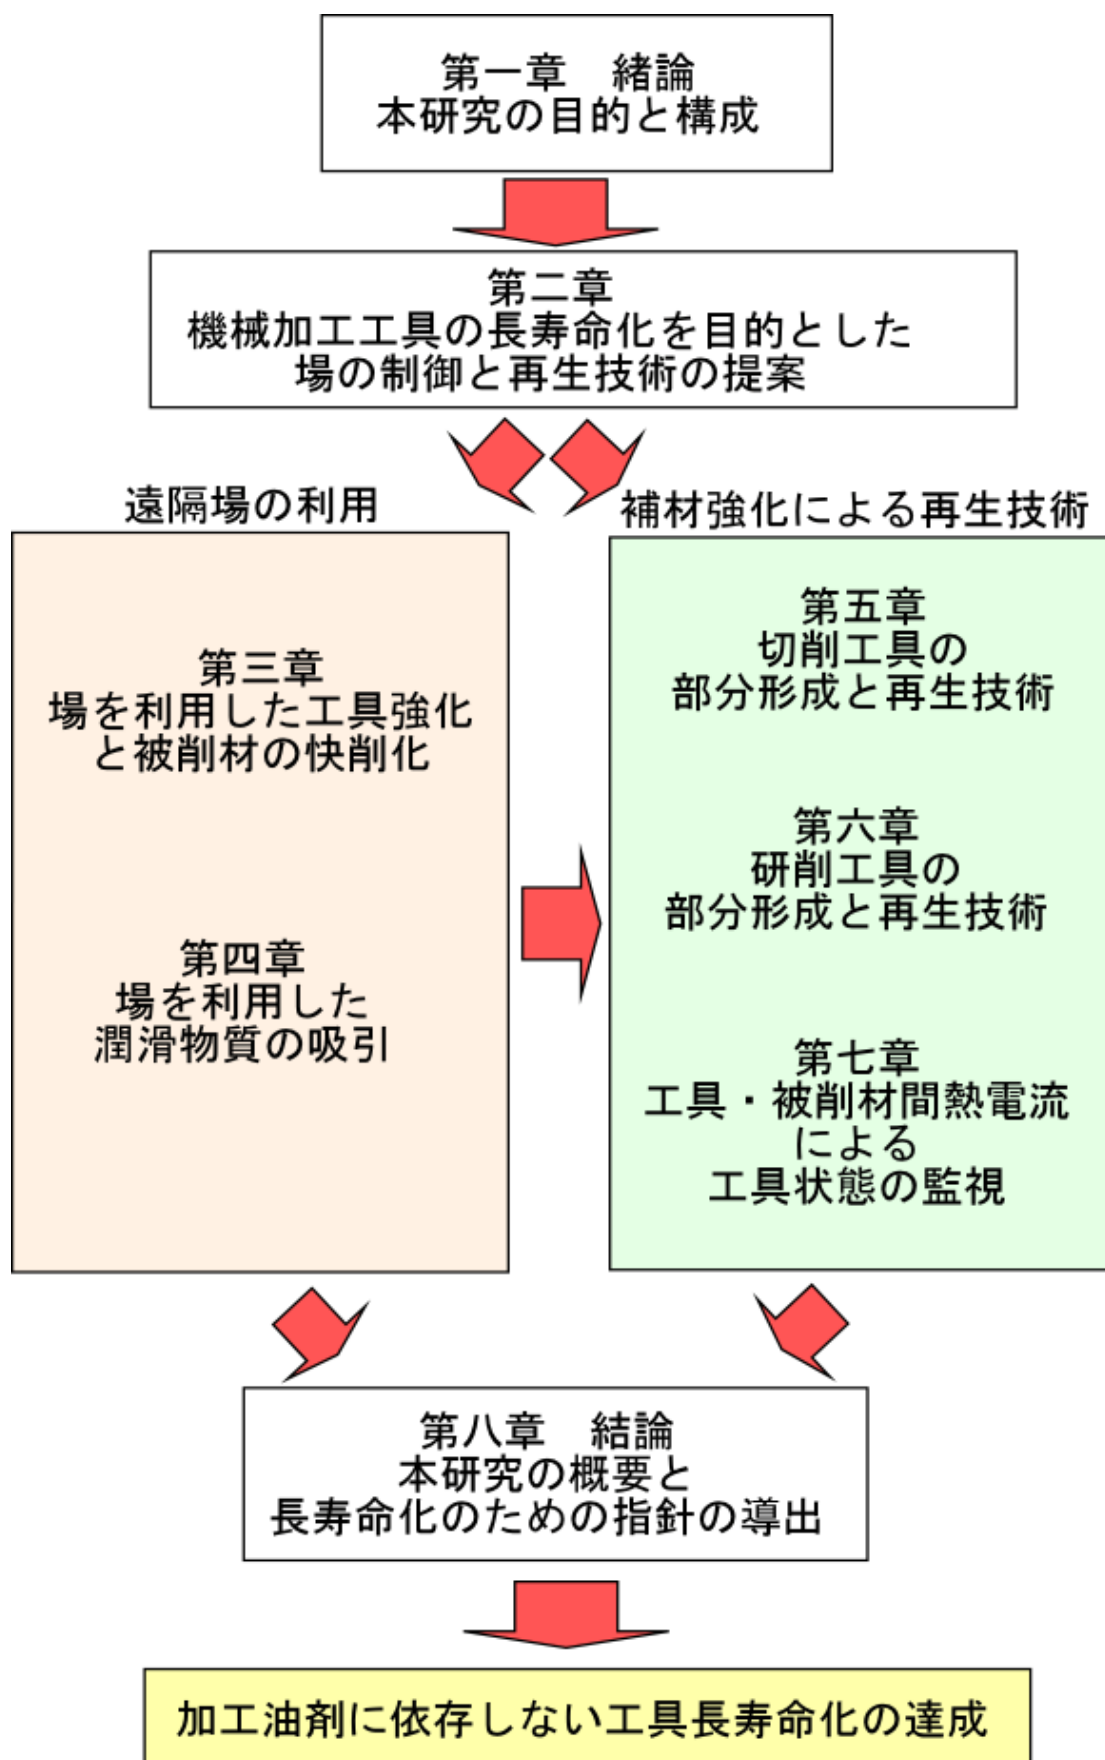 第一章　緒論
本研究の目的と構成
第二章
機械加工工具の長寿命化を目的とした
場の制御と再生技術の提案
遠隔場の利用
第三章
場を利用した工具強化
と被削材の快削化
第四章
場を利用した
潤滑物質の吸引
補材強化による再生技術
第五章
切削工具の
部分形成と再生技術
第六章
研削工具の
部分形成と再生技術
第七章
工具・被削材間熱電流
による
工具状態の監視
第八章　結論
本研究の概要と
長寿命化のための指針の導出
加工油剤に依存しない工具長寿命化の達成